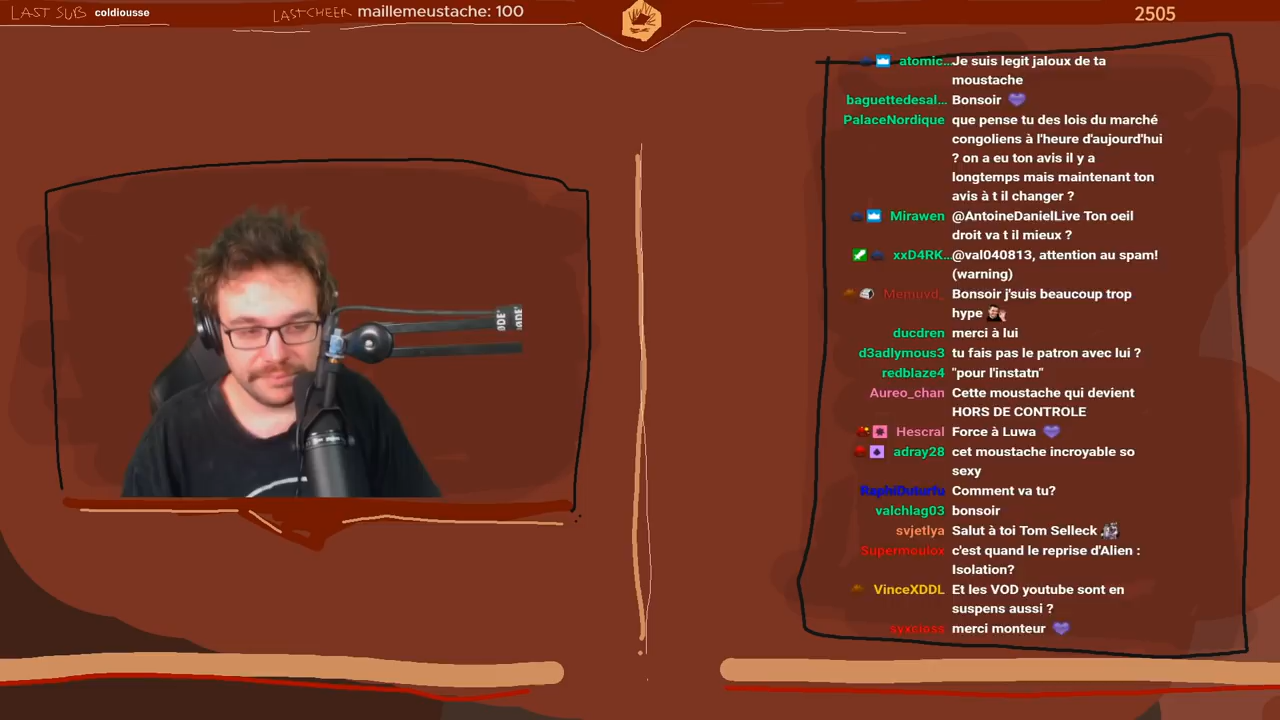 LAST SUB coldiousse LAST CHEER maillemeustache: 100 2505
atomic... Je suis legit jaloux de ta
moustache
baguettedesal... Bonsoir
PalaceNordique que pense tu des lois du marché
congoliens à l'heure d'aujourd'hui
? on a eu ton avis il y a
longtemps mais maintenant ton
avis à t il changer ?
Mirawen @AntoineDanielLive Ton oeil
droit va t il mieux ?
xxD4RK... @val040813, attention au spam!
(warning)
Memuvd_ Bonsoir j'suis beaucoup trop
hype
ducdren merci à lui
d3adlymous3 tu fais pas le patron avec lui ?
redblaze4 "pour l'instatn"
Aureo_chan Cette moustache qui devient
HORS DE CONTROLE
Hescral Force à Luwa
adray28 cet moustache incroyable so
sexy
RaphiDufurfu Comment va tu?
valchlag03 bonsoir
svjetlya Salut à toi Tom Selleck
Supermoulox c'est quand le reprise d'Alien :
Isolation?
VinceXDDL Et les VOD youtube sont en
suspens aussi ?
syxcloss merci monteur